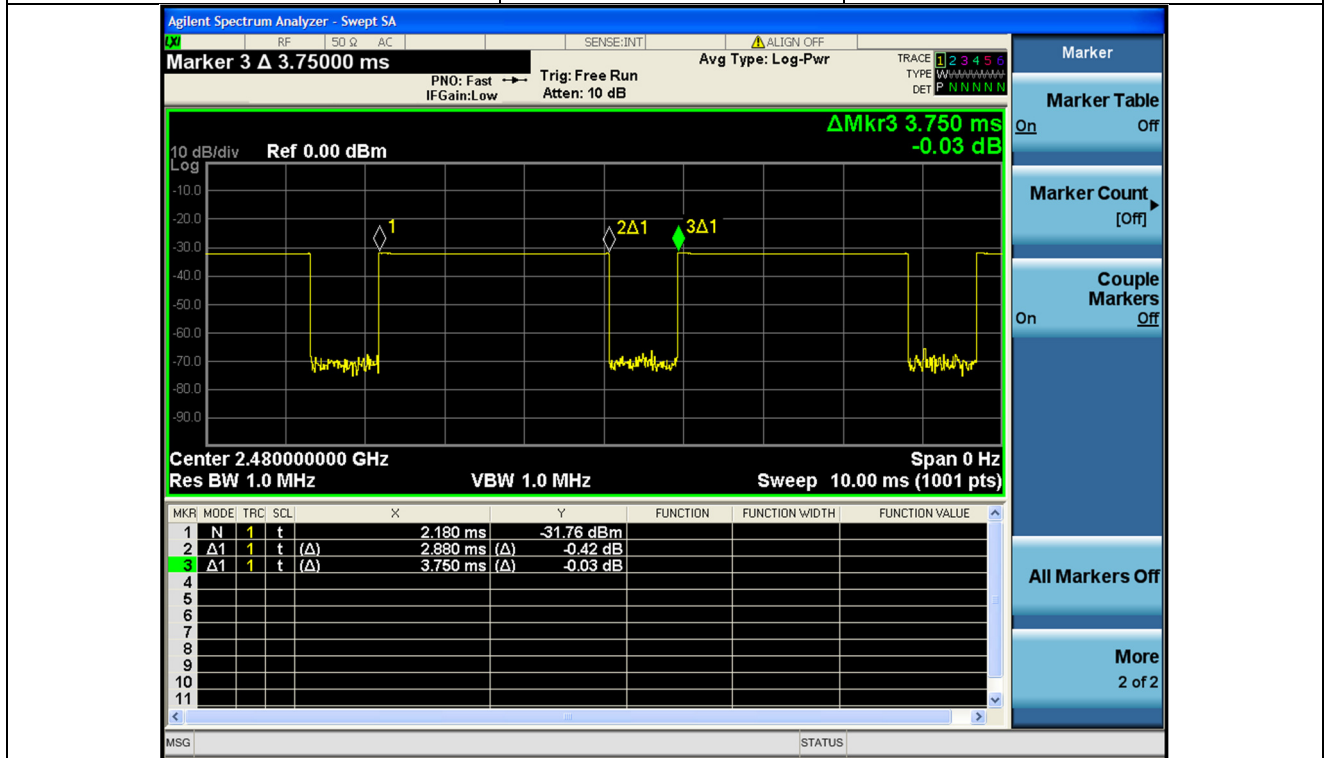 Agilent Spectrum Analyzer - Swept SA
LXI RF 50 Ω AC SENSE:INT ALIGN OFF
Marker 3 Δ 3.75000 ms
PNO: Fast
IFGain:Low
Trig: Free Run
Atten: 10 dB
Avg Type: Log-Pwr
TRACE 1 2 3 4 5 6
TYPE
DET P N N N N N
ΔMkr3 3.750 ms
-0.03 dB
10 dB/div
Log
Ref 0.00 dBm
-10.0
-20.0
-30.0
-40.0
-50.0
-60.0
-70.0
-80.0
-90.0
1
2Δ1
3Δ1
Center 2.480000000 GHz Span 0 Hz
Res BW 1.0 MHz VBW 1.0 MHz Sweep 10.00 ms (1001 pts)
MKR MODE TRC SCL X Y FUNCTION FUNCTION WIDTH FUNCTION VALUE
1 N 1 t 2.180 ms -31.76 dBm
2 Δ1 1 t (Δ) 2.880 ms (Δ) -0.42 dB
3 Δ1 1 t (Δ) 3.750 ms (Δ) -0.03 dB
4
5
6
7
8
9
10
11
MSG STATUS
Marker
Marker Table
On Off
Marker Count
[Off]
Couple
Markers
On Off
All Markers Off
More
2 of 2